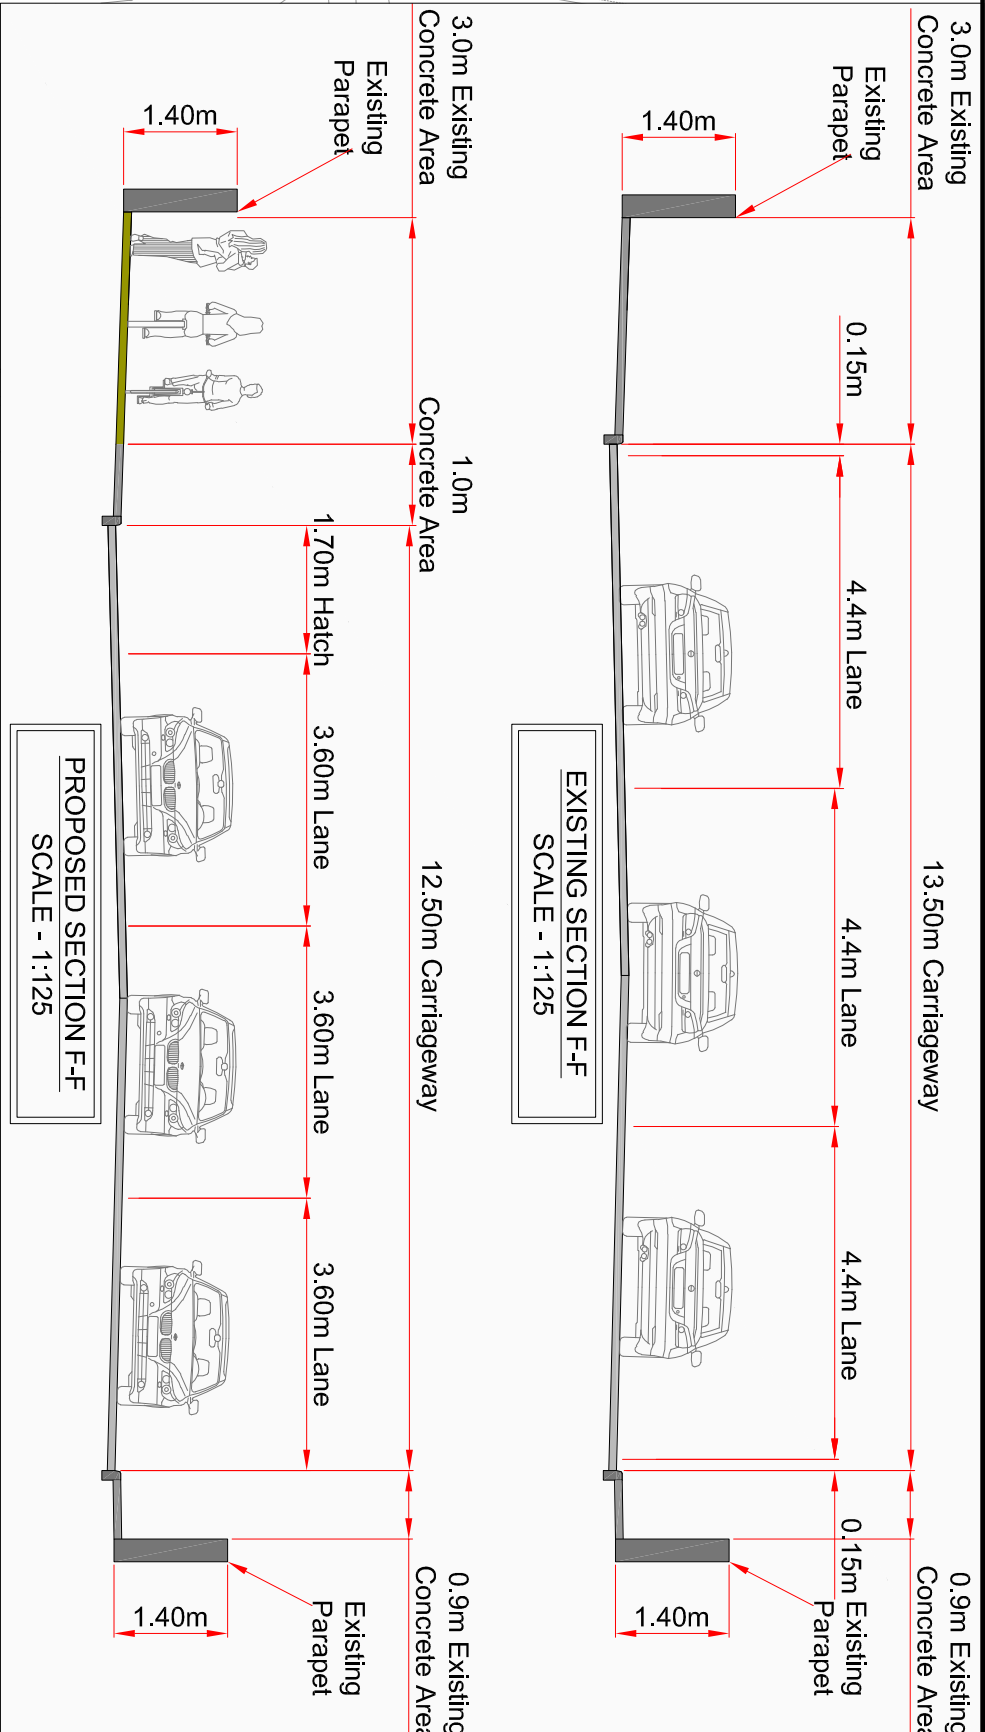 3.0m Existing
Concrete Area
13.50m Carriageway
0.9m Existing
Concrete Area
Existing
Parapet
1.40m
0.15m
4.4m Lane
4.4m Lane
4.4m Lane
0.15m
Existing
Parapet
1.40m
EXISTING SECTION F-F
SCALE - 1:125
3.0m Existing
Concrete Area
1.0m
Concrete Area
12.50m Carriageway
0.9m Existing
Concrete Area
Existing
Parapet
1.40m
1.70m Hatch
3.60m Lane
3.60m Lane
3.60m Lane
Existing
Parapet
1.40m
PROPOSED SECTION F-F
SCALE - 1:125